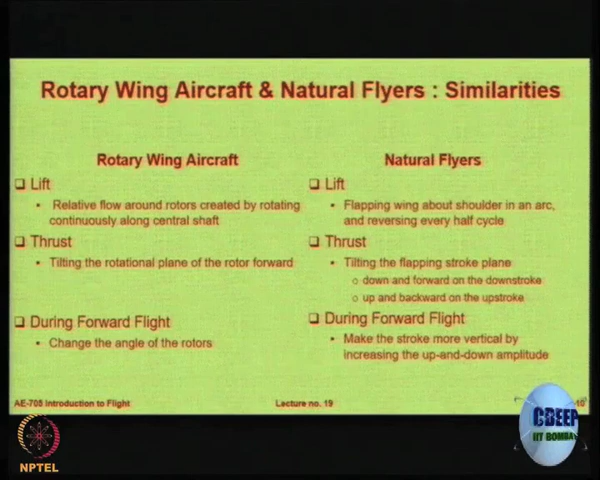 Rotary Wing Aircraft & Natural Flyers : Similarities
Rotary Wing Aircraft
❑ Lift
• Relative flow around rotors created by rotating
continuously along central shaft
❑ Thrust
• Tilting the rotational plane of the rotor forward
❑ During Forward Flight
• Change the angle of the rotors
Natural Flyers
❑ Lift
• Flapping wing about shoulder in an arc,
and reversing every half cycle
❑ Thrust
• Tilting the flapping stroke plane
o down and forward on the downstroke
o up and backward on the upstroke
❑ During Forward Flight
• Make the stroke more vertical by
increasing the up-and-down amplitude
AE-705 Introduction to Flight
Lecture no. 19
10
NPTEL
CDEEP
IIT BOMBAY